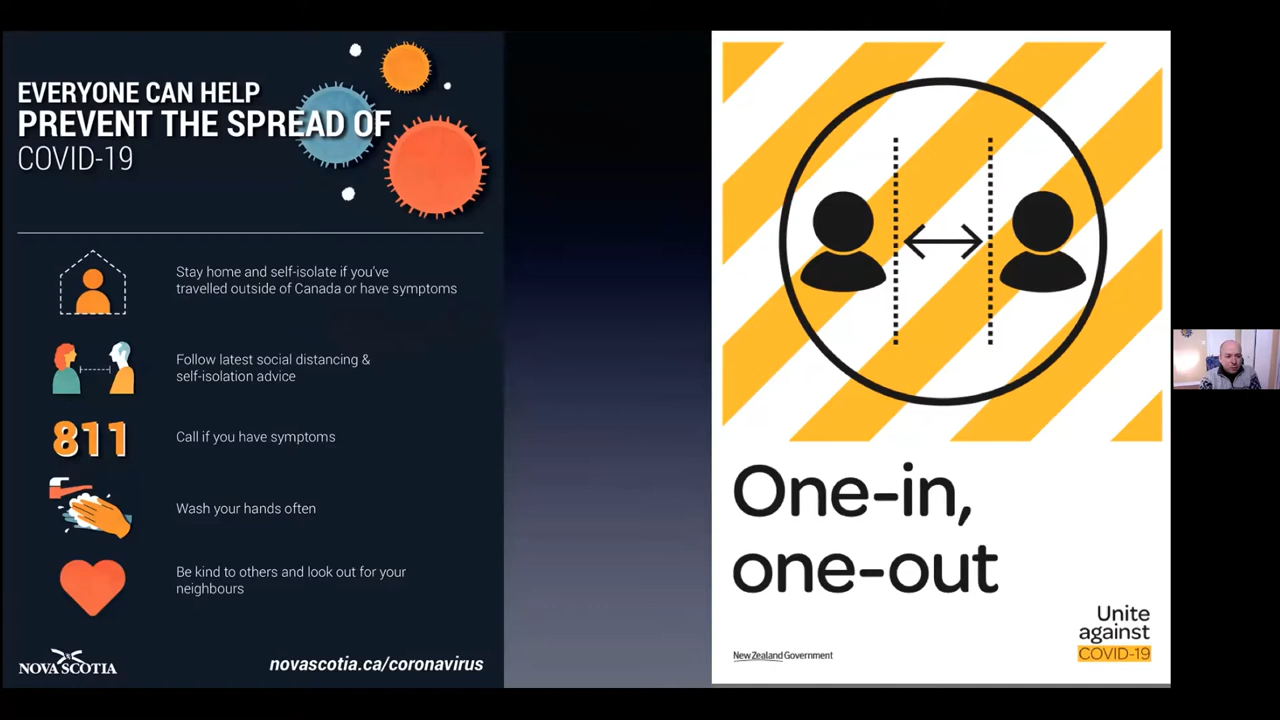 EVERYONE CAN HELP
PREVENT THE SPREAD OF
COVID-19
Stay home and self-isolate if you've
travelled outside of Canada or have symptoms
Follow latest social distancing &
self-isolation advice
811
Call if you have symptoms
Wash your hands often
Be kind to others and look out for your
neighbours
NOVA SCOTIA
novascotia.ca/coronavirus
One-in,
one-out
Unite
against
COVID-19
New Zealand Government